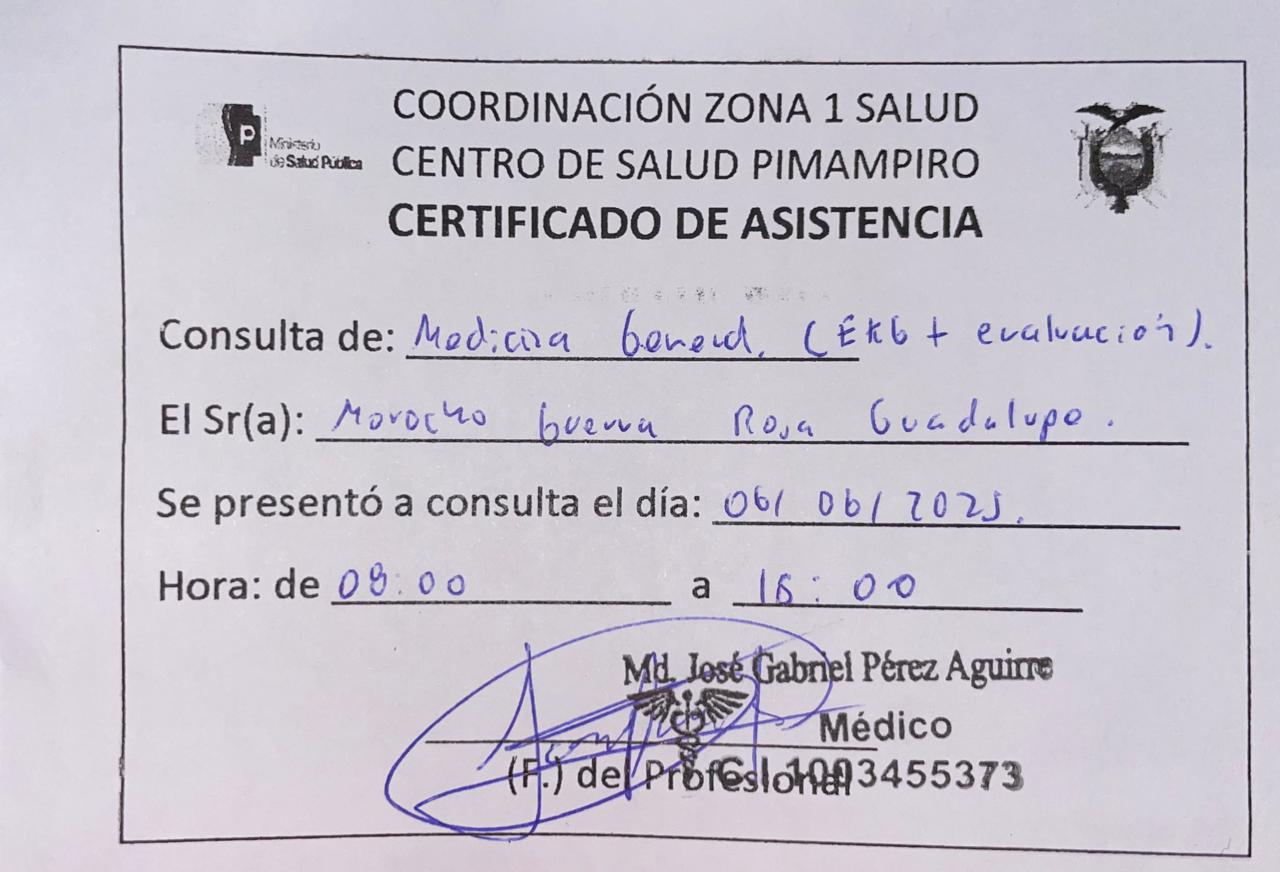 COORDINACIÓN ZONA 1 SALUD
Ministerio
de Salud Pública
CENTRO DE SALUD PIMAMPIRO
CERTIFICADO DE ASISTENCIA
Consulta de: Medicina General. (EKG + evaluación).
El Sr(a): Morocho Guerra Rosa Guadalupe.
Se presentó a consulta el día: 06/06/2025.
Hora: de 08:00 a 16:00
Md. José Gabriel Pérez Aguirre
Médico
(F.) del Profesional
C.I. 1003455373